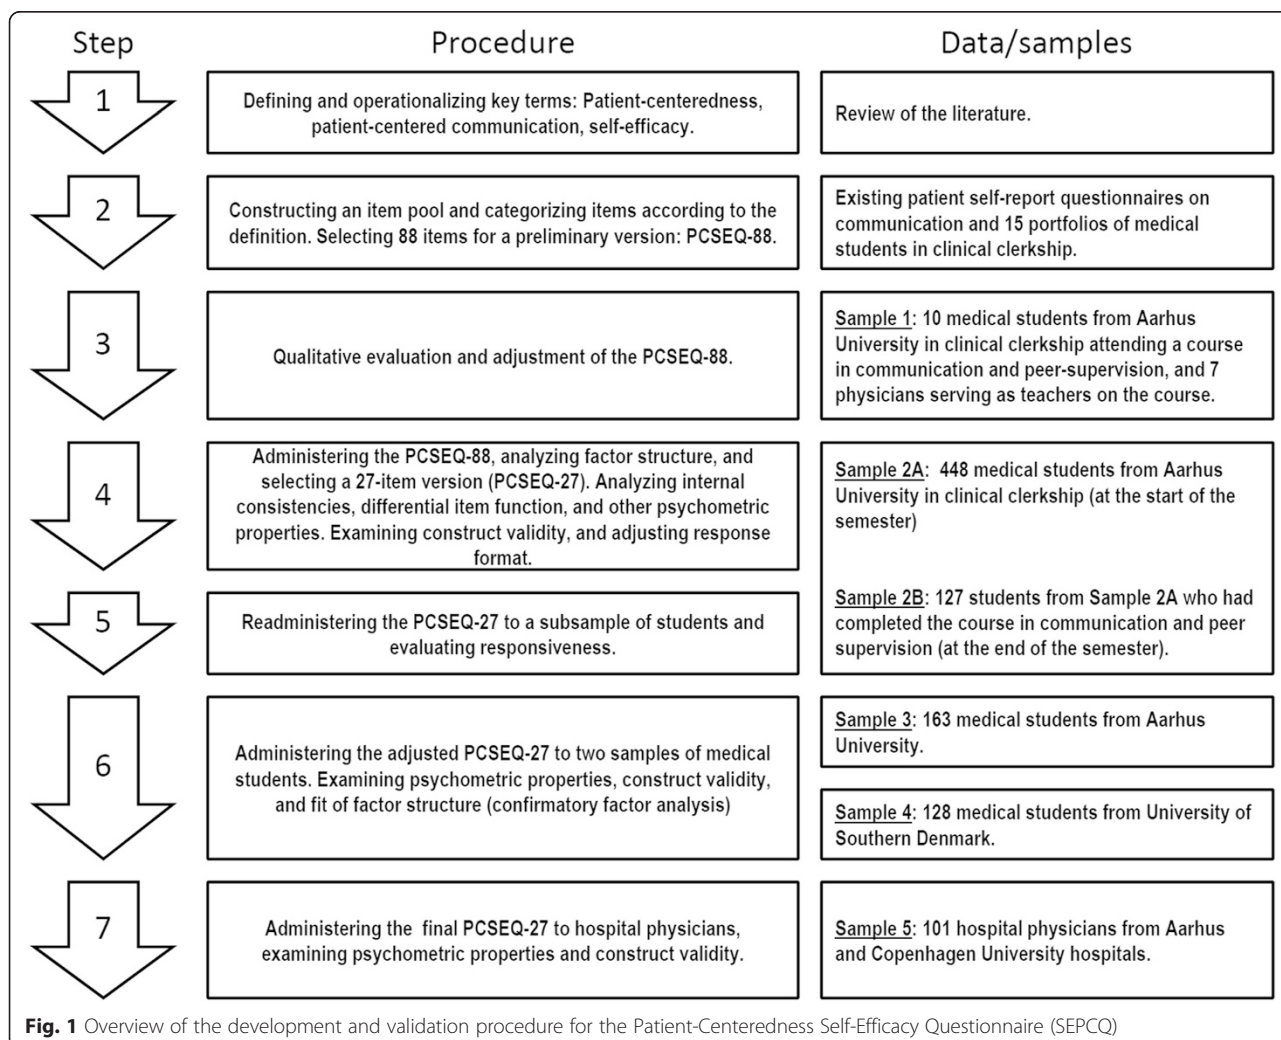 Step
Procedure
Data/samples
1
Defining and operationalizing key terms: Patient-centeredness,
patient-centered communication, self-efficacy.
Review of the literature.
2
Constructing an item pool and categorizing items according to the
definition. Selecting 88 items for a preliminary version: PCSEQ-88.
Existing patient self-report questionnaires on
communication and 15 portfolios of medical
students in clinical clerkship.
3
Qualitative evaluation and adjustment of the PCSEQ-88.
Sample 1: 10 medical students from Aarhus
University in clinical clerkship attending a course
in communication and peer-supervision, and 7
physicians serving as teachers on the course.
4
Administering the PCSEQ-88, analyzing factor structure, and
selecting a 27-item version (PCSEQ-27). Analyzing internal
consistencies, differential item function, and other psychometric
properties. Examining construct validity, and adjusting response
format.
Sample 2A: 448 medical students from Aarhus
University in clinical clerkship (at the start of the
semester)
5
Readministering the PCSEQ-27 to a subsample of students and
evaluating responsiveness.
Sample 2B: 127 students from Sample 2A who had
completed the course in communication and peer
supervision (at the end of the semester).
6
Administering the adjusted PCSEQ-27 to two samples of medical
students. Examining psychometric properties, construct validity,
and fit of factor structure (confirmatory factor analysis)
Sample 3: 163 medical students from Aarhus
University.
Sample 4: 128 medical students from University of
Southern Denmark.
7
Administering the final PCSEQ-27 to hospital physicians,
examining psychometric properties and construct validity.
Sample 5: 101 hospital physicians from Aarhus
and Copenhagen University hospitals.
Fig. 1 Overview of the development and validation procedure for the Patient-Centeredness Self-Efficacy Questionnaire (SEPCQ)